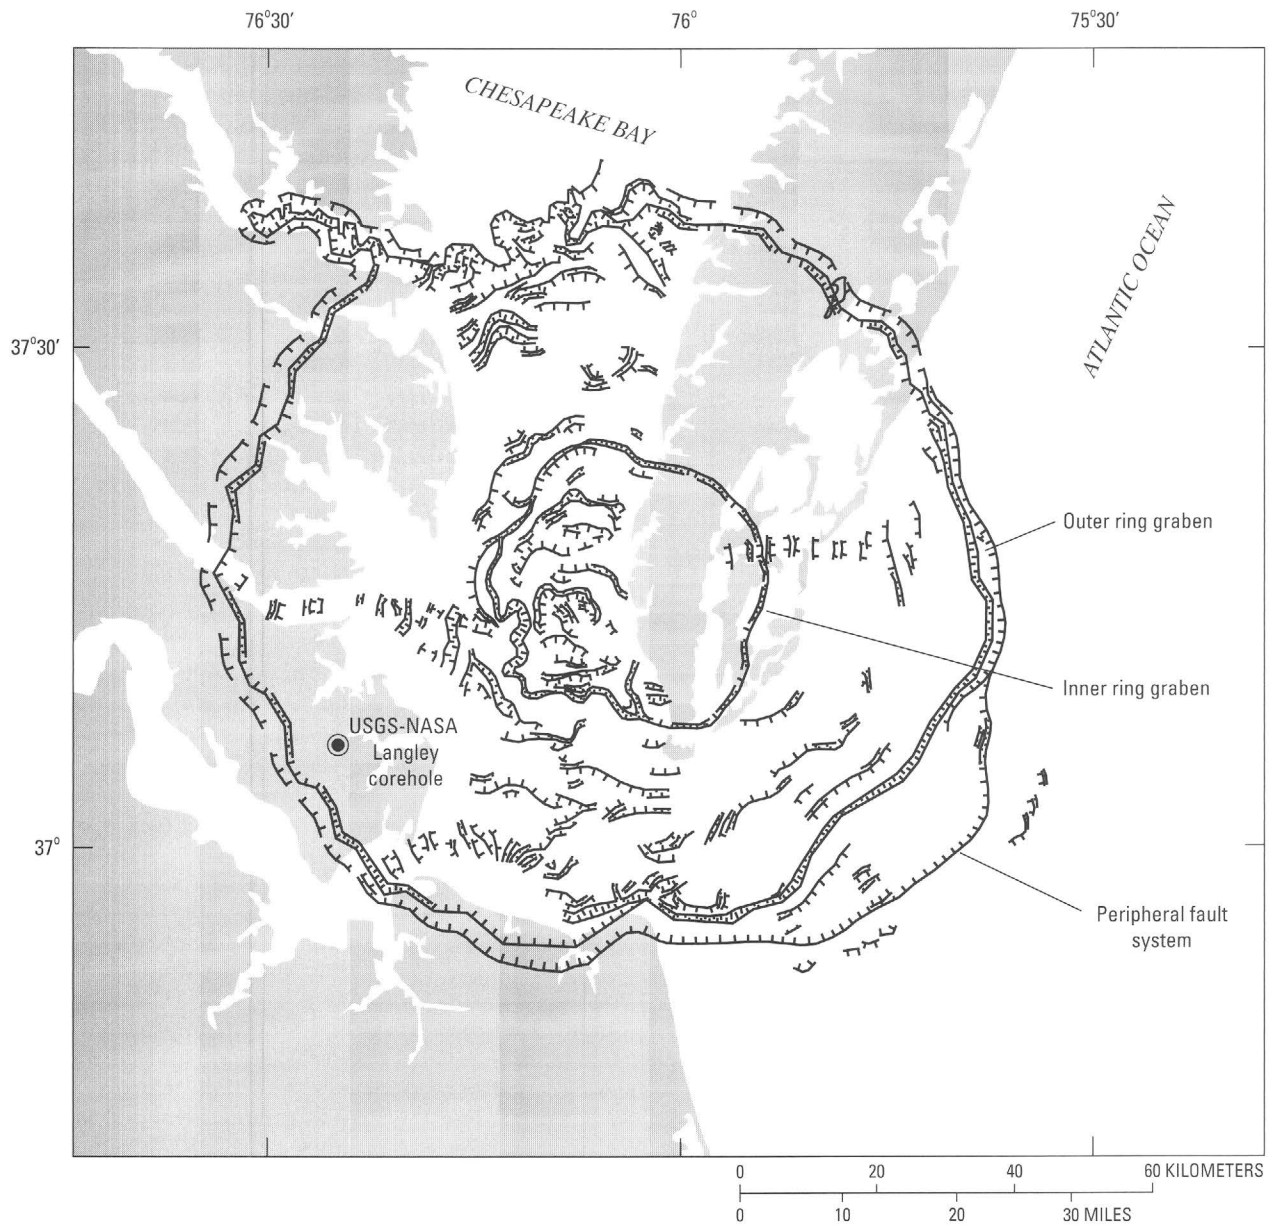 76°30′ 76° 75°30′
CHESAPEAKE BAY
ATLANTIC OCEAN
37°30′
Outer ring graben
Inner ring graben
USGS-NASA
Langley
corehole
37°
Peripheral fault
system
0 20 40 60 KILOMETERS
0 10 20 30 MILES